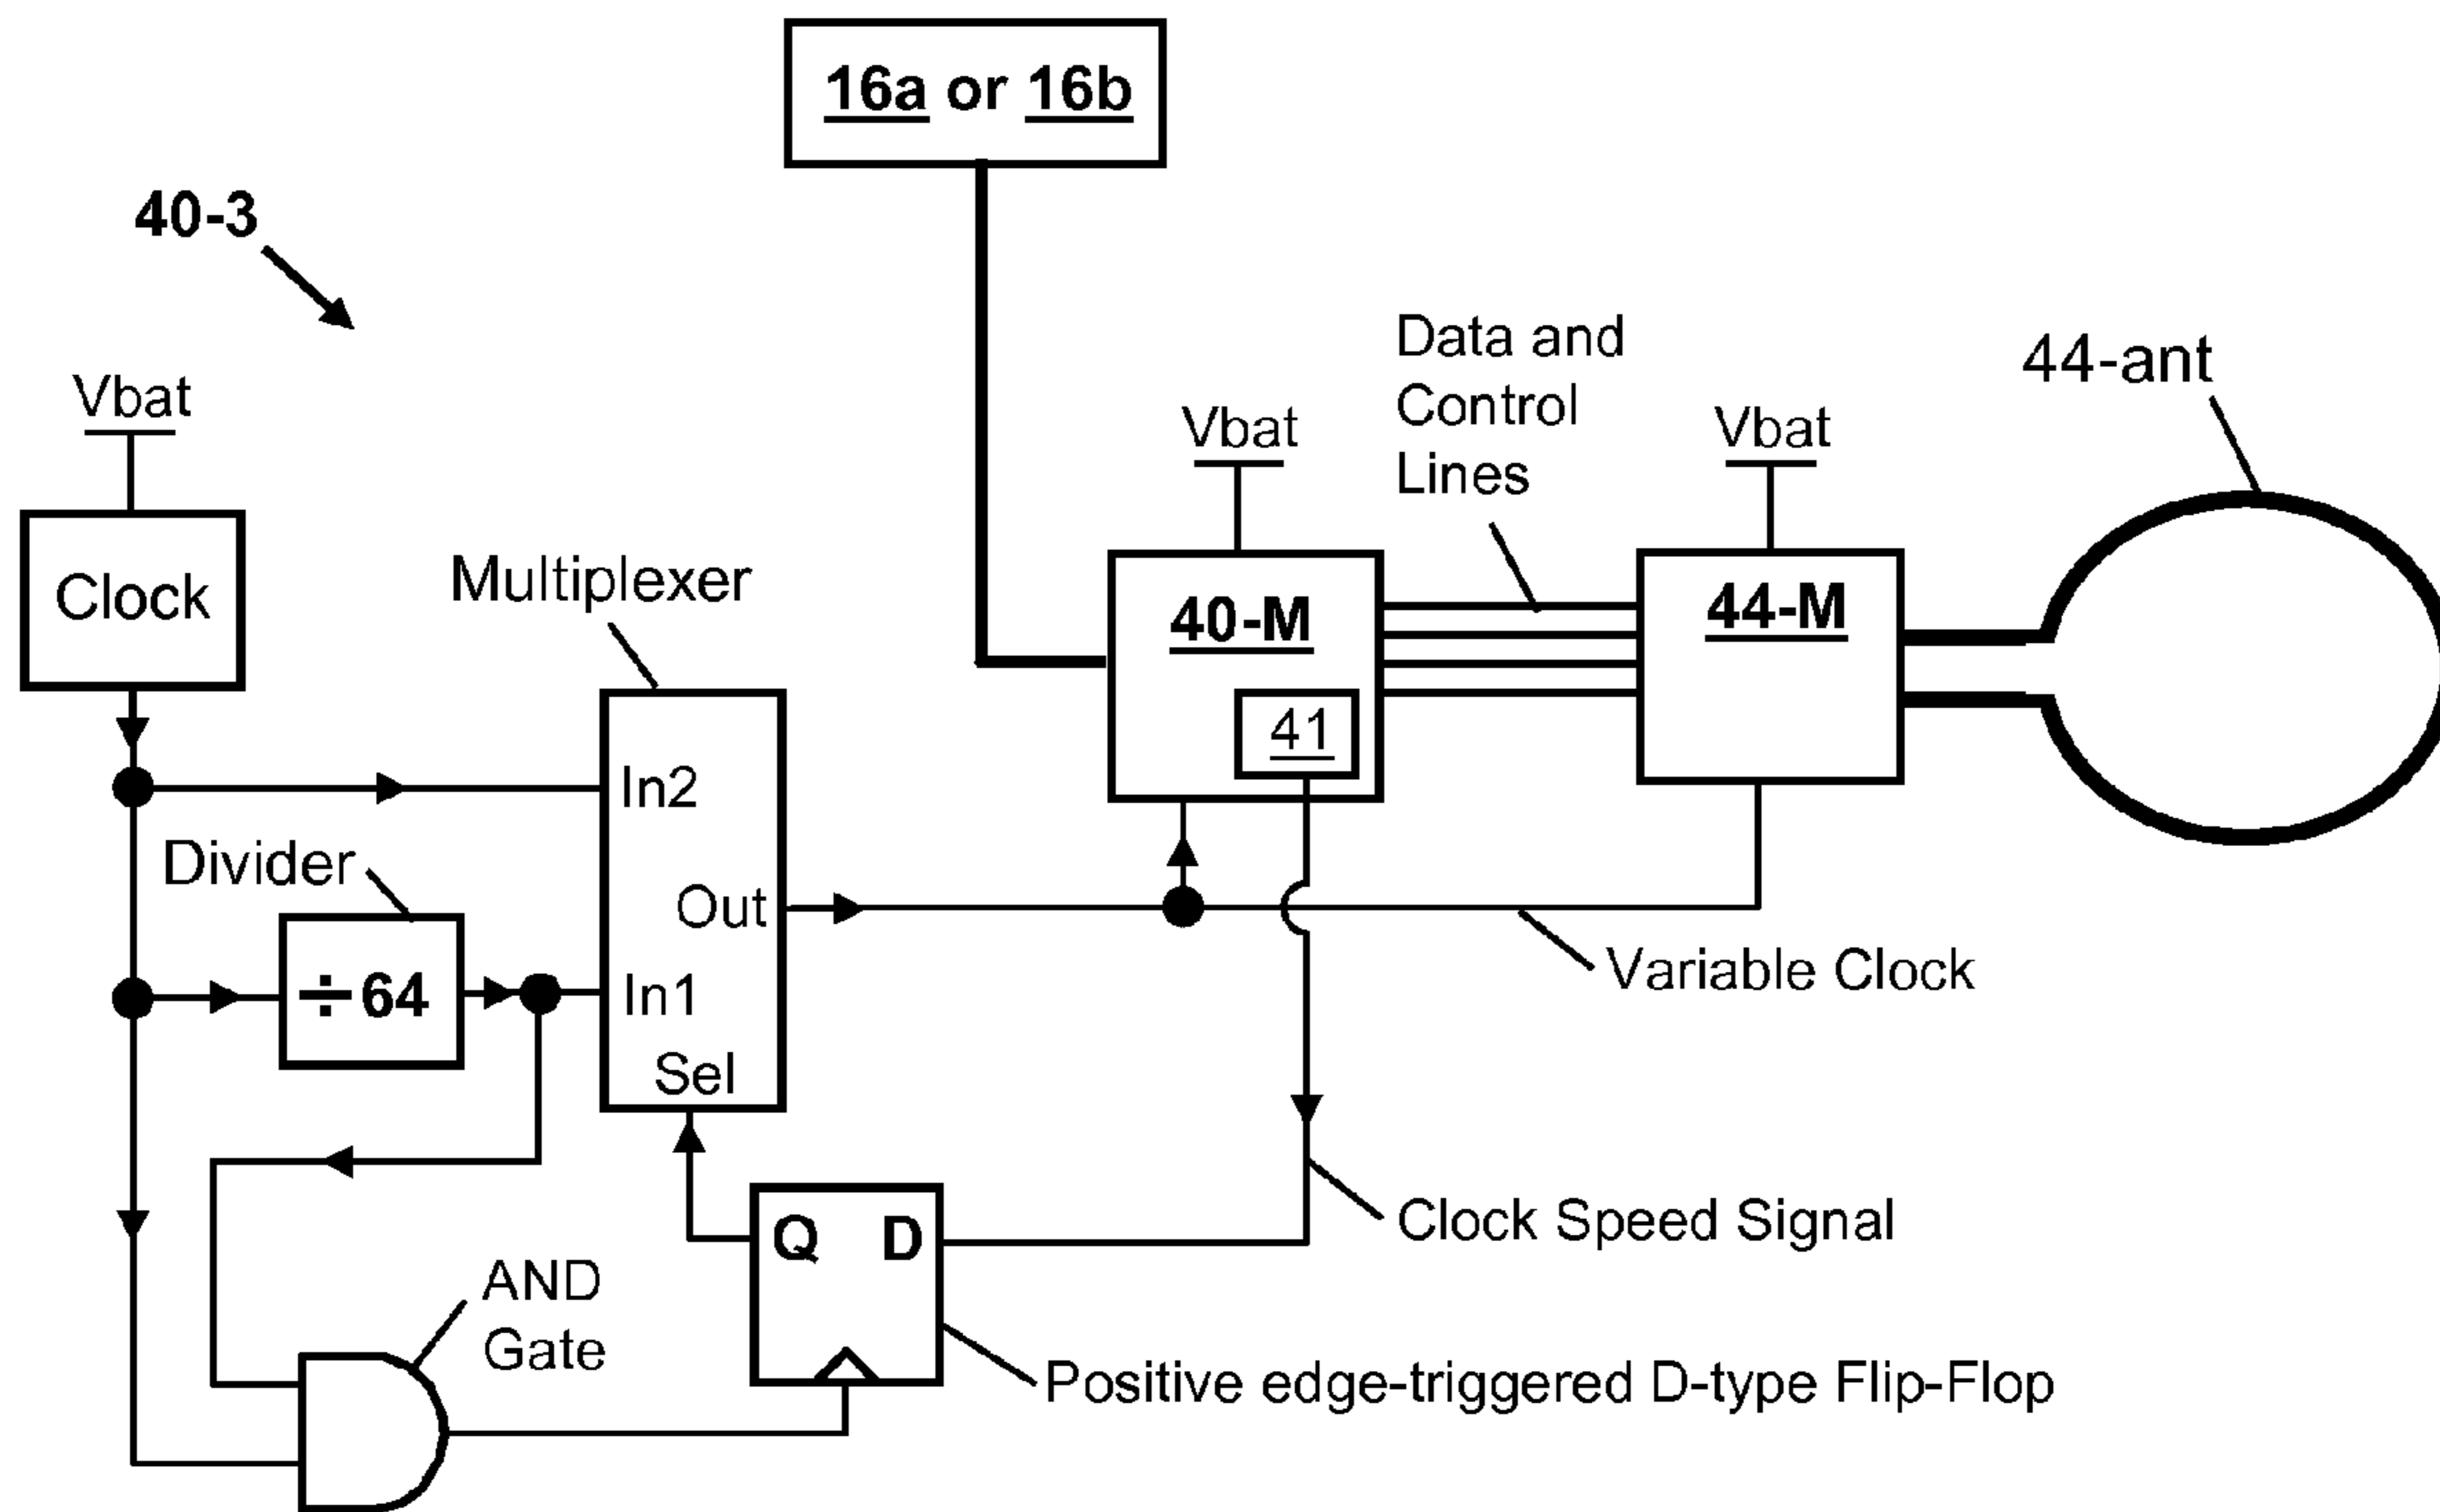 16a or 16b
40-3
Data and
Control
Lines
44-ant
Vbat
Vbat
Vbat
Clock
Multiplexer
40-M
44-M
41
In2
Divider
Out
÷64
In1
Variable Clock
Sel
Q D
Clock Speed Signal
AND
Gate
Positive edge-triggered D-type Flip-Flop